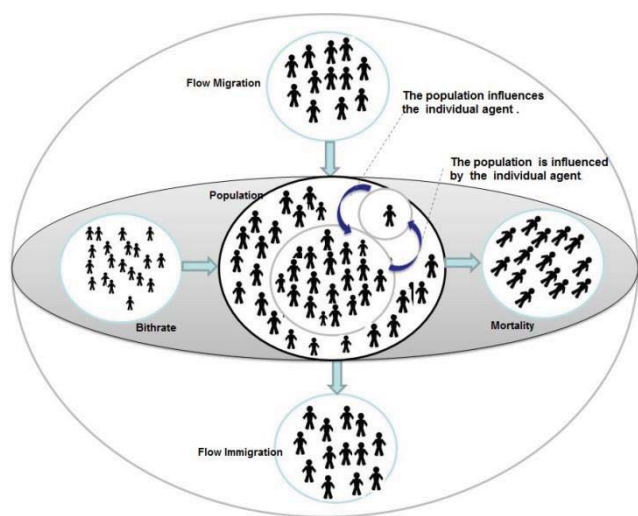 Flow Migration
The population influences
the individual agent .
The population is influenced
by the individual agent
Population
Bithrate
Mortality
Flow Immigration